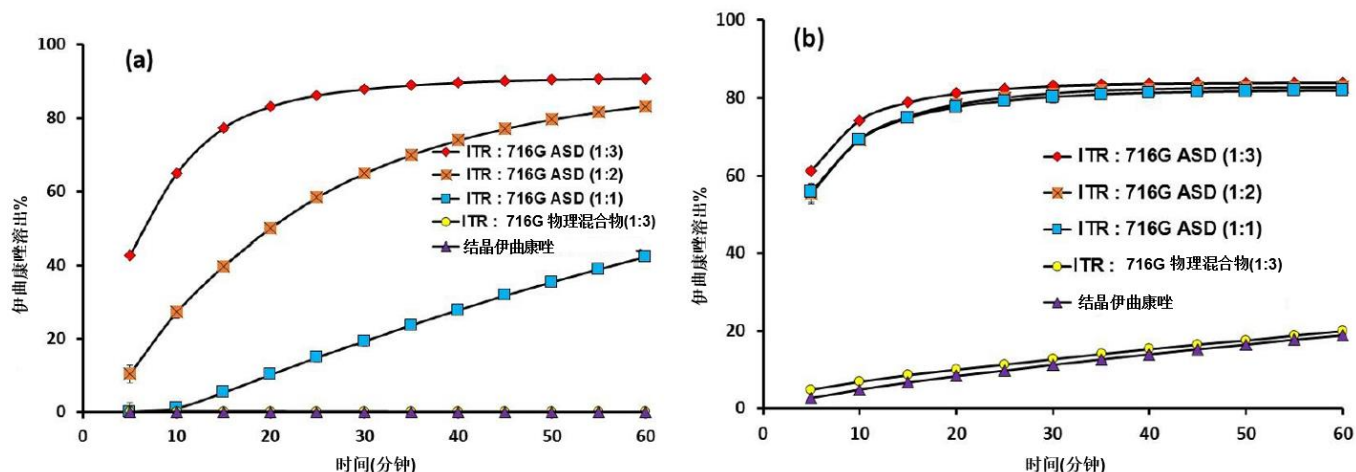 (a)
100
80
60
40
20
0
伊曲康唑溶出%
ITR : 716G ASD (1:3)
ITR : 716G ASD (1:2)
ITR : 716G ASD (1:1)
ITR : 716G 物理混合物(1:3)
结晶伊曲康唑
0 10 20 30 40 50 60
时间(分钟)
(b)
100
80
60
40
20
0
伊曲康唑溶出%
ITR : 716G ASD (1:3)
ITR : 716G ASD (1:2)
ITR : 716G ASD (1:1)
ITR : 716G 物理混合物(1:3)
结晶伊曲康唑
0 10 20 30 40 50 60
时间(分钟)